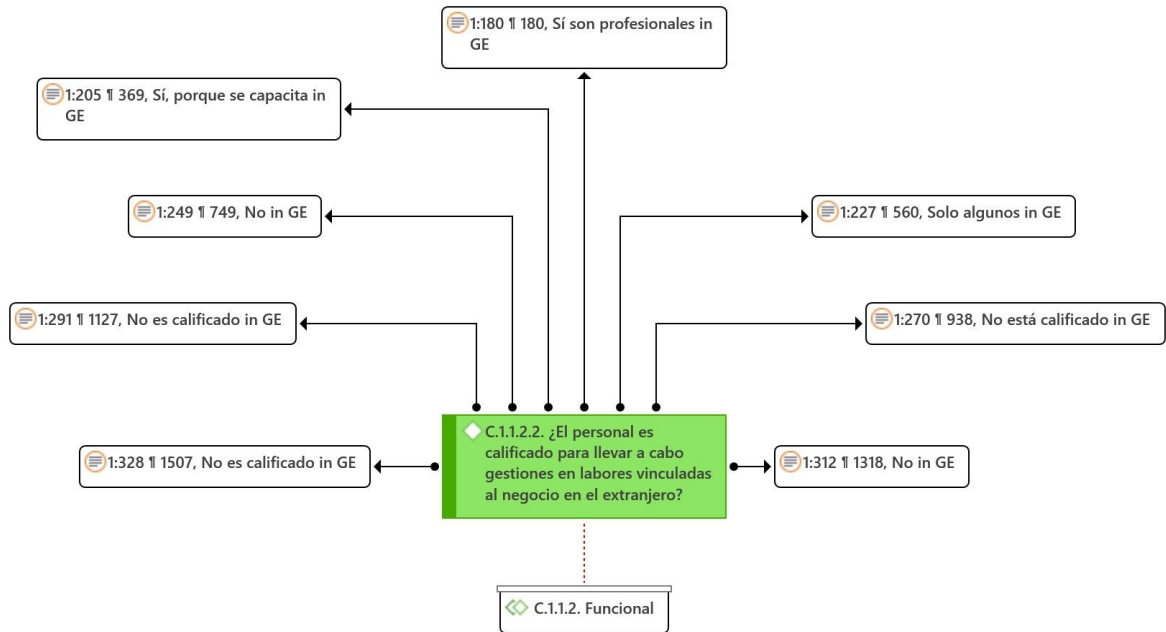 1:180 ¶ 180, Sí son profesionales in
GE
1:205 ¶ 369, Sí, porque se capacita in
GE
1:249 ¶ 749, No in GE
1:227 ¶ 560, Solo algunos in GE
1:291 ¶ 1127, No es calificado in GE
1:270 ¶ 938, No está calificado in GE
C.1.1.2.2. ¿El personal es
calificado para llevar a cabo
gestiones en labores vinculadas
al negocio en el extranjero?
1:328 ¶ 1507, No es calificado in GE
1:312 ¶ 1318, No in GE
C.1.1.2. Funcional